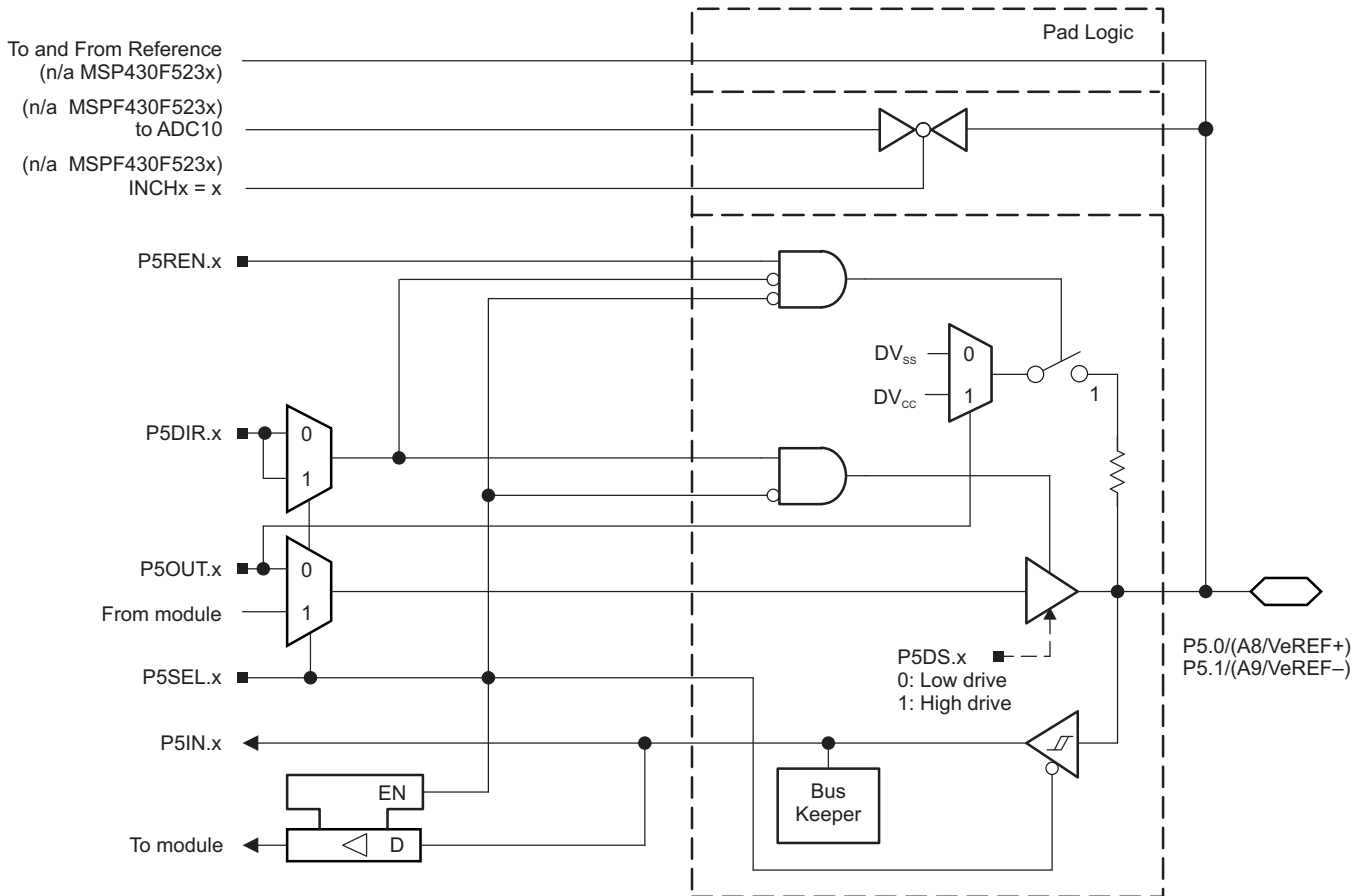 Pad Logic
To and From Reference
(n/a MSP430F523x)
(n/a MSPF430F523x)
to ADC10
(n/a MSPF430F523x)
INCHx = x
P5REN.x
DVSS
0
DVCC
1
1
P5DIR.x
0
1
P5OUT.x
0
From module
1
P5SEL.x
P5DS.x
0: Low drive
1: High drive
P5.0/(A8/VeREF+)
P5.1/(A9/VeREF–)
P5IN.x
Bus
Keeper
EN
To module
D